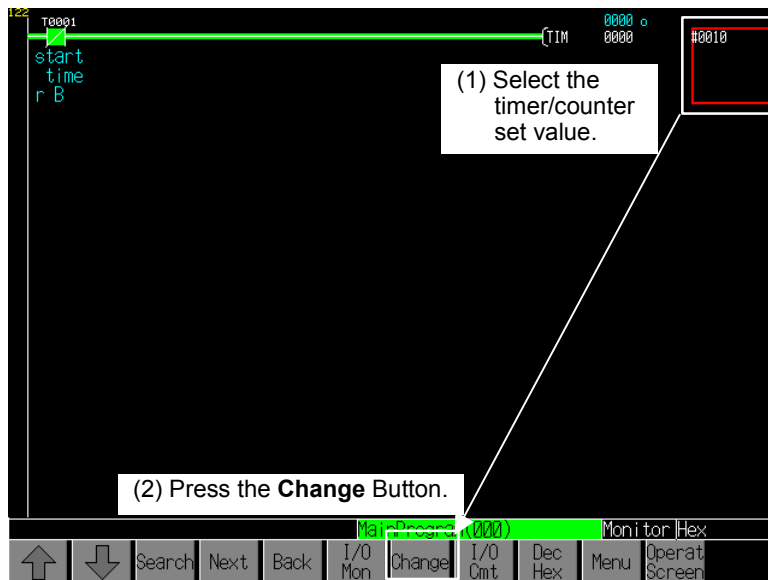 122
T0001
0000 o
(TIM 0000 #0010
start
time
r B
(1) Select the
timer/counter
set value.
(2) Press the Change Button.
MainProgram(000) Monitor Hex
Search Next Back I/O Mon Change I/O Cmt Dec Hex Menu Operat Screen